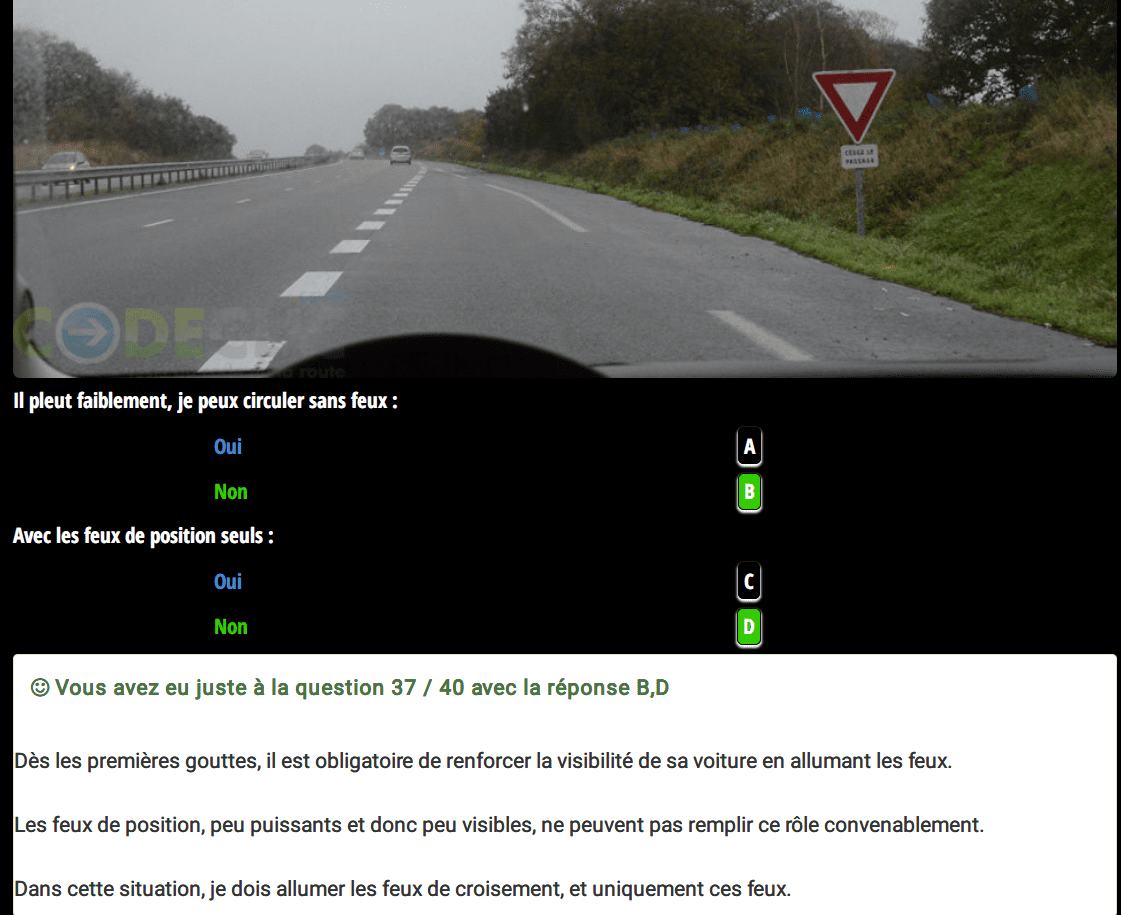 CEDEZ LE
PASSAGE
CODECLIC
route
Il pleut faiblement, je peux circuler sans feux :
Oui A
Non B
Avec les feux de position seuls :
Oui C
Non D
Vous avez eu juste à la question 37 / 40 avec la réponse B,D
Dès les premières gouttes, il est obligatoire de renforcer la visibilité de sa voiture en allumant les feux.
Les feux de position, peu puissants et donc peu visibles, ne peuvent pas remplir ce rôle convenablement.
Dans cette situation, je dois allumer les feux de croisement, et uniquement ces feux.